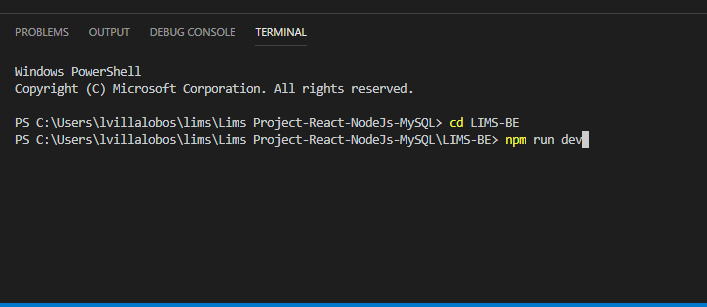 PROBLEMS OUTPUT DEBUG CONSOLE TERMINAL
Windows PowerShell
Copyright (C) Microsoft Corporation. All rights reserved.
PS C:\Users\lvillalobos\lims\Lims Project-React-NodeJs-MySQL> cd LIMS-BE
PS C:\Users\lvillalobos\lims\Lims Project-React-NodeJs-MySQL\LIMS-BE> npm run dev